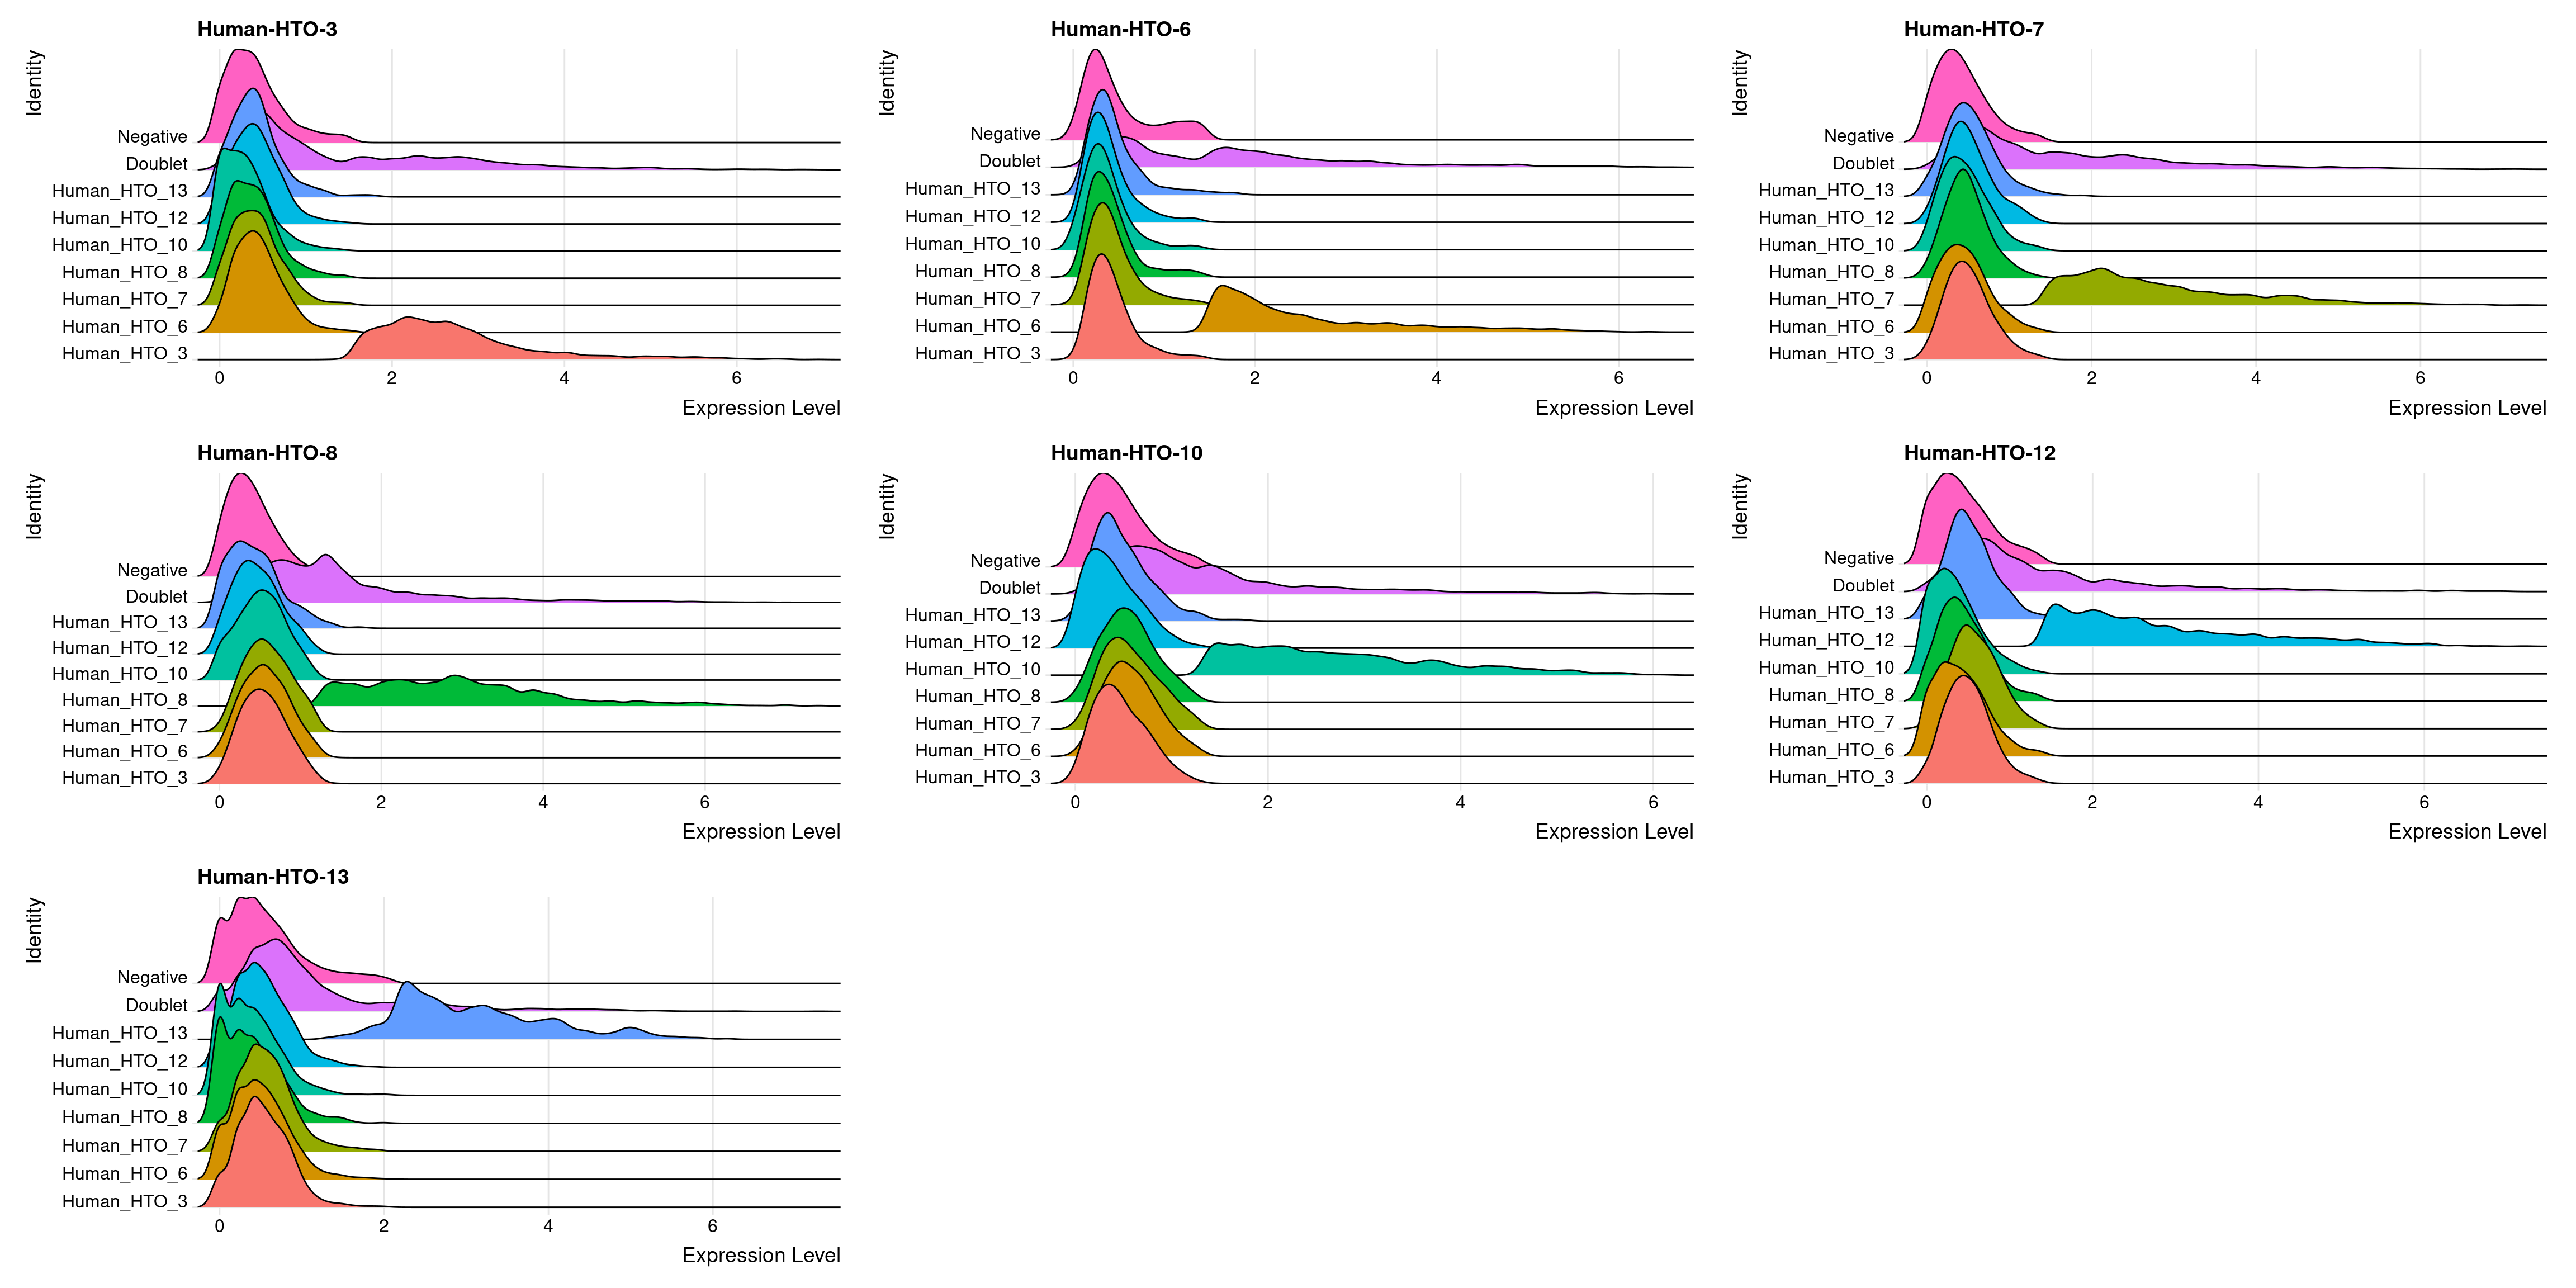 Human-HTO-3
Identity
Negative
Doublet
Human_HTO_13
Human_HTO_12
Human_HTO_10
Human_HTO_8
Human_HTO_7
Human_HTO_6
Human_HTO_3
0 2 4 6
Expression Level
Human-HTO-6
Identity
Negative
Doublet
Human_HTO_13
Human_HTO_12
Human_HTO_10
Human_HTO_8
Human_HTO_7
Human_HTO_6
Human_HTO_3
0 2 4 6
Expression Level
Human-HTO-7
Identity
Negative
Doublet
Human_HTO_13
Human_HTO_12
Human_HTO_10
Human_HTO_8
Human_HTO_7
Human_HTO_6
Human_HTO_3
0 2 4 6
Expression Level
Human-HTO-8
Identity
Negative
Doublet
Human_HTO_13
Human_HTO_12
Human_HTO_10
Human_HTO_8
Human_HTO_7
Human_HTO_6
Human_HTO_3
0 2 4 6
Expression Level
Human-HTO-10
Identity
Negative
Doublet
Human_HTO_13
Human_HTO_12
Human_HTO_10
Human_HTO_8
Human_HTO_7
Human_HTO_6
Human_HTO_3
0 2 4 6
Expression Level
Human-HTO-12
Identity
Negative
Doublet
Human_HTO_13
Human_HTO_12
Human_HTO_10
Human_HTO_8
Human_HTO_7
Human_HTO_6
Human_HTO_3
0 2 4 6
Expression Level
Human-HTO-13
Identity
Negative
Doublet
Human_HTO_13
Human_HTO_12
Human_HTO_10
Human_HTO_8
Human_HTO_7
Human_HTO_6
Human_HTO_3
0 2 4 6
Expression Level